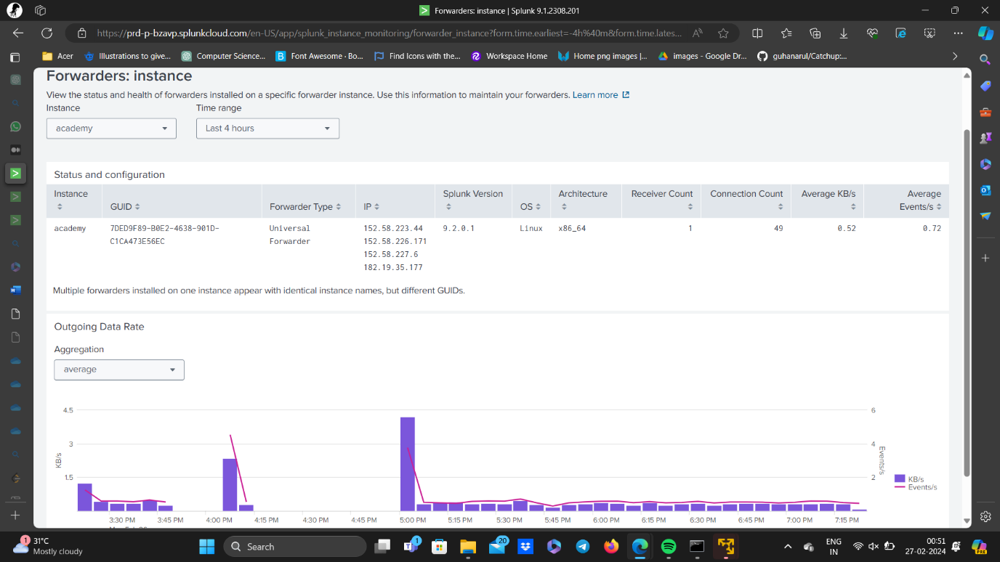 Forwarders: instance | Splunk 9.1.2308.201
https://prd-p-bzavp.splunkcloud.com/en-US/app/splunk_instance_monitoring/forwarder_instance?form.time.earliest=-4h%40m&form.time.lates...
Acer
Illustrations to give...
Computer Science...
Font Awesome · Bo...
Find Icons with the...
Workspace Home
Home png images |...
images - Google Dr...
guhanarul/Catchup:...
Forwarders: instance
View the status and health of forwarders installed on a specific forwarder instance. Use this information to maintain your forwarders. Learn more
Instance Time range
academy Last 4 hours
Status and configuration
Instance GUID Forwarder Type IP Splunk Version OS Architecture Receiver Count Connection Count Average KB/s Average Events/s
academy 7DED9F89-B0E2-4638-901D- Universal 152.58.223.44 9.2.0.1 Linux x86_64 1 49 0.52 0.72
C1CA473E56EC Forwarder 152.58.226.171
152.58.227.6
182.19.35.177
Multiple forwarders installed on one instance appear with identical instance names, but different GUIDs.
Outgoing Data Rate
Aggregation
average
4.5 6
3 4
1.5 2
KB/s
Events/s
KB/s
Events/s
3:30 PM 3:45 PM 4:00 PM 4:15 PM 4:30 PM 4:45 PM 5:00 PM 5:15 PM 5:30 PM 5:45 PM 6:00 PM 6:15 PM 6:30 PM 6:45 PM 7:00 PM 7:15 PM
1
31°C
Mostly cloudy
Search
1
20
PRE
ENG
IN
00:51
27-02-2024
PRE